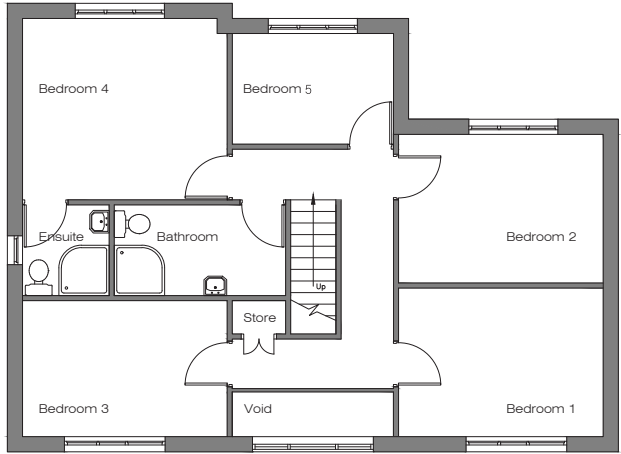 Bedroom 4
Bedroom 5
Ensuite
Bathroom
Bedroom 2
Up
Store
Bedroom 3
Void
Bedroom 1